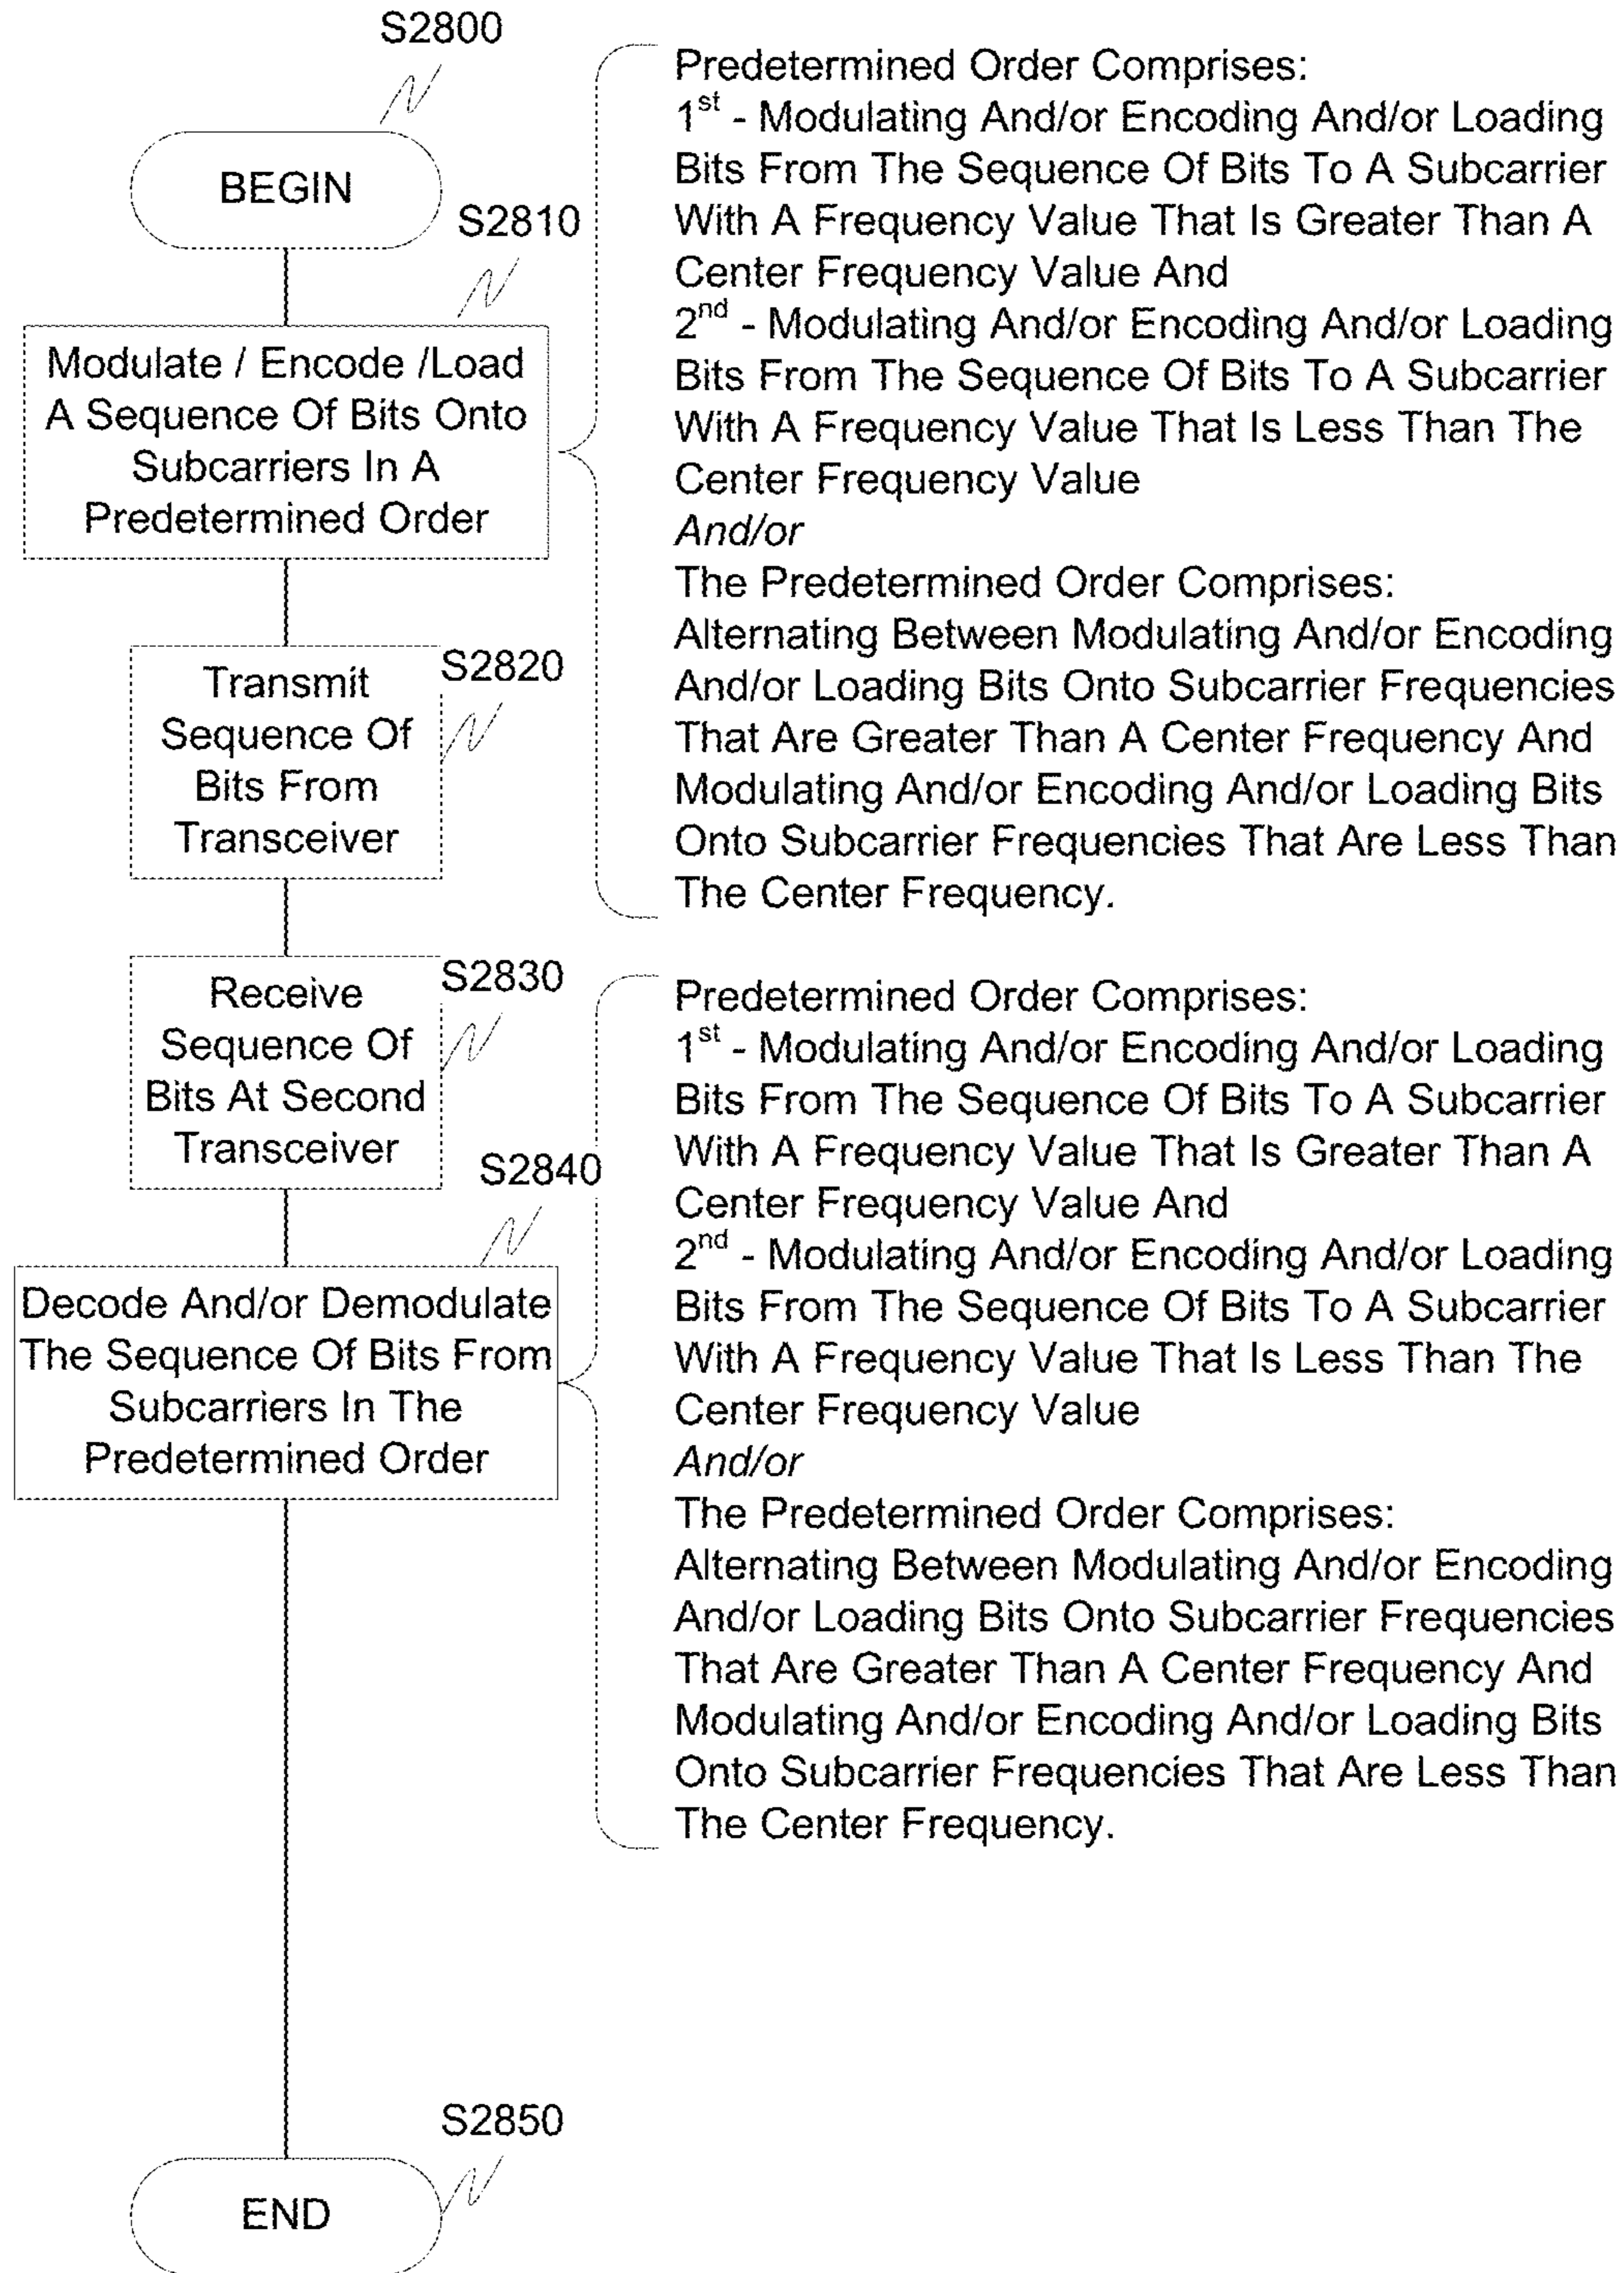 S2800
BEGIN
S2810
Modulate / Encode /Load
A Sequence Of Bits Onto
Subcarriers In A
Predetermined Order
Predetermined Order Comprises:
1st - Modulating And/or Encoding And/or Loading
Bits From The Sequence Of Bits To A Subcarrier
With A Frequency Value That Is Greater Than A
Center Frequency Value And
2nd - Modulating And/or Encoding And/or Loading
Bits From The Sequence Of Bits To A Subcarrier
With A Frequency Value That Is Less Than The
Center Frequency Value
And/or
The Predetermined Order Comprises:
Alternating Between Modulating And/or Encoding
And/or Loading Bits Onto Subcarrier Frequencies
That Are Greater Than A Center Frequency And
Modulating And/or Encoding And/or Loading Bits
Onto Subcarrier Frequencies That Are Less Than
The Center Frequency.
S2820
Transmit
Sequence Of
Bits From
Transceiver
S2830
Receive
Sequence Of
Bits At Second
Transceiver
S2840
Decode And/or Demodulate
The Sequence Of Bits From
Subcarriers In The
Predetermined Order
Predetermined Order Comprises:
1st - Modulating And/or Encoding And/or Loading
Bits From The Sequence Of Bits To A Subcarrier
With A Frequency Value That Is Greater Than A
Center Frequency Value And
2nd - Modulating And/or Encoding And/or Loading
Bits From The Sequence Of Bits To A Subcarrier
With A Frequency Value That Is Less Than The
Center Frequency Value
And/or
The Predetermined Order Comprises:
Alternating Between Modulating And/or Encoding
And/or Loading Bits Onto Subcarrier Frequencies
That Are Greater Than A Center Frequency And
Modulating And/or Encoding And/or Loading Bits
Onto Subcarrier Frequencies That Are Less Than
The Center Frequency.
S2850
END